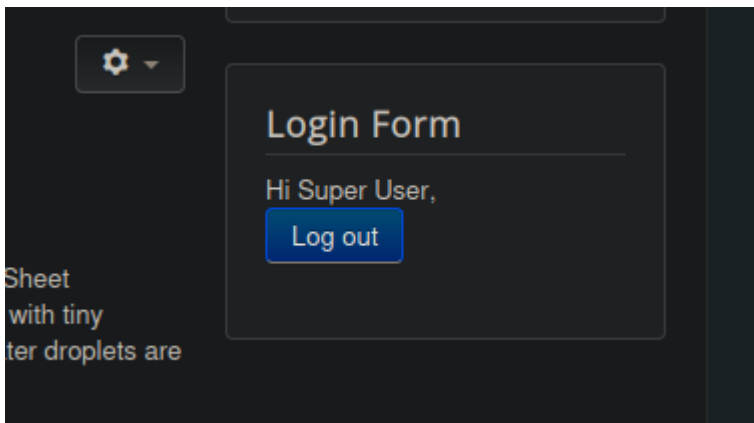 Login Form
Hi Super User,
Log out
Sheet
with tiny
ter droplets are